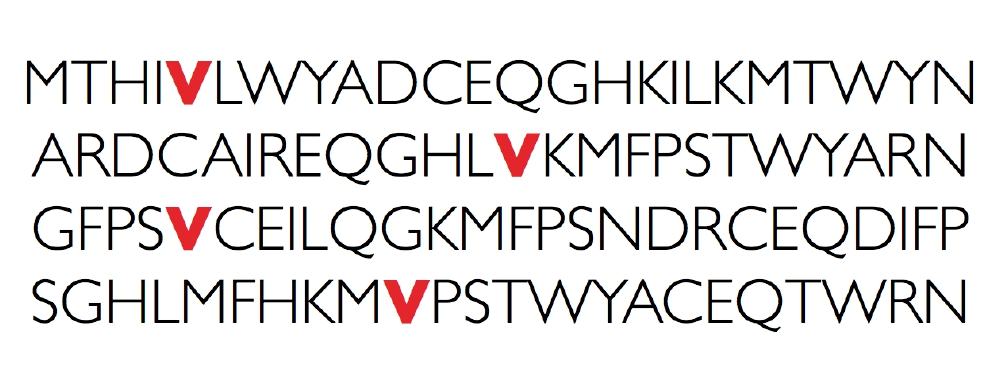 MTHIVLWYADCEQGHKILKMTWYN
ARDCAIREQGHLVKMFPSTWYARN
GFPSVCEILQGKMFPSNDRCEQDIFP
SGHLMFHKMVPSTWYACEQTWRN